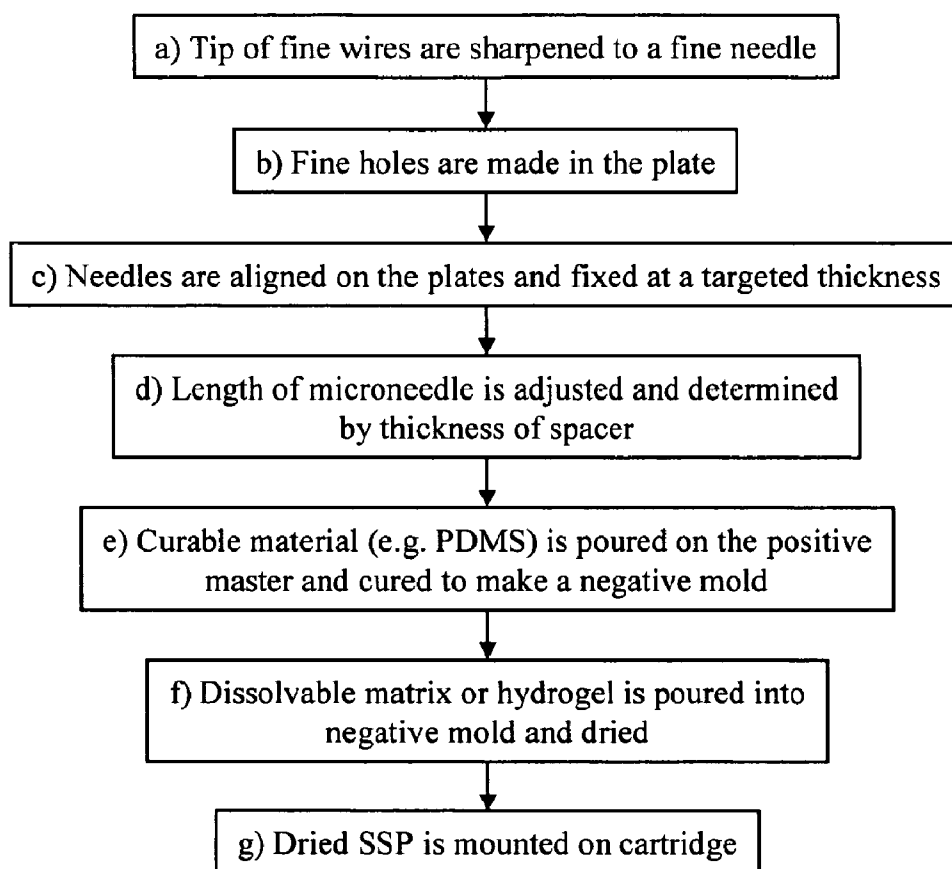 a) Tip of fine wires are sharpened to a fine needle
b) Fine holes are made in the plate
c) Needles are aligned on the plates and fixed at a targeted thickness
d) Length of microneedle is adjusted and determined
by thickness of spacer
e) Curable material (e.g. PDMS) is poured on the positive
master and cured to make a negative mold
f) Dissolvable matrix or hydrogel is poured into
negative mold and dried
g) Dried SSP is mounted on cartridge